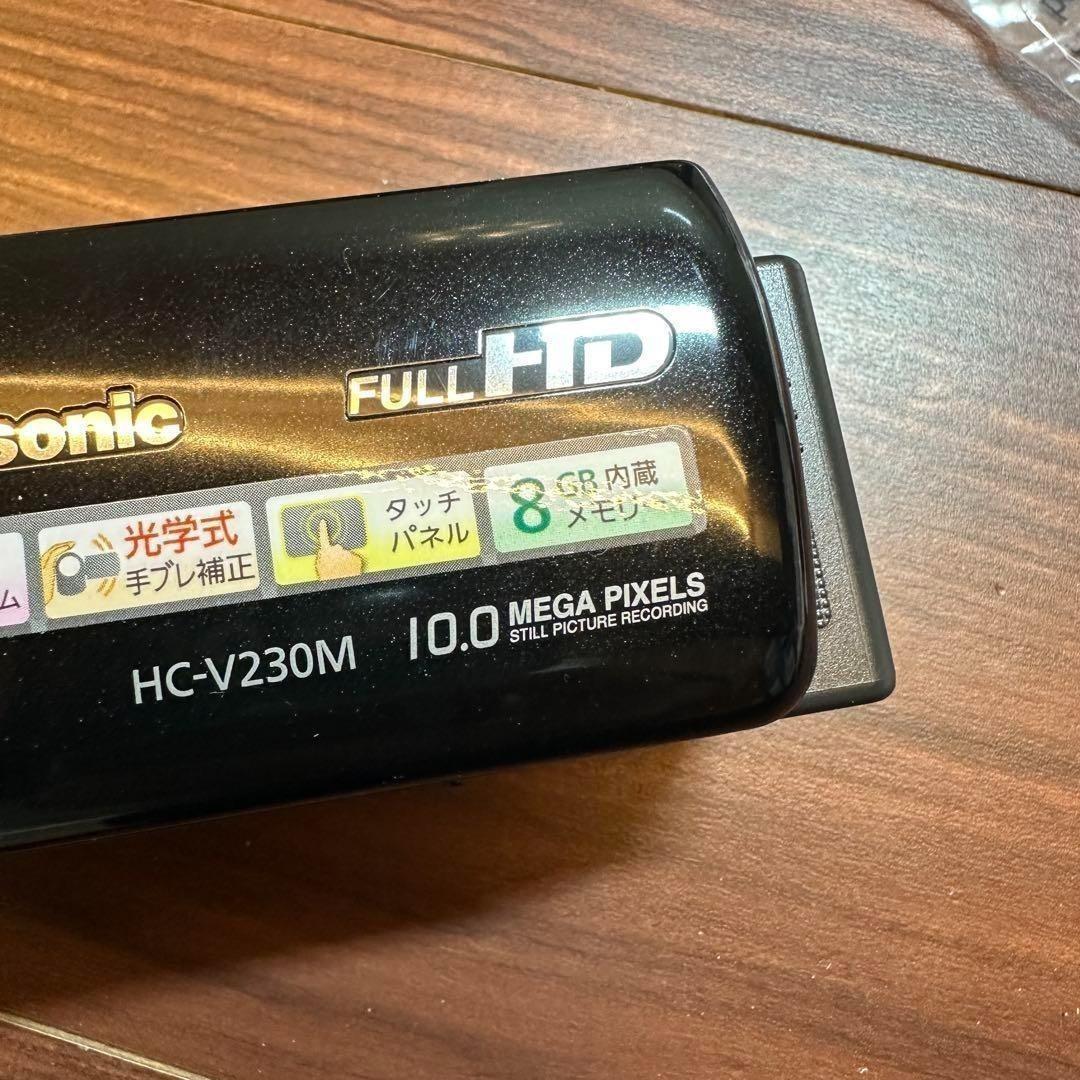 FULL HD
sonic
ム
光学式
手ブレ補正
タッチ
パネル
8 GB 内蔵
メモリー
HC-V230M
10.0 MEGA PIXELS
STILL PICTURE RECORDING